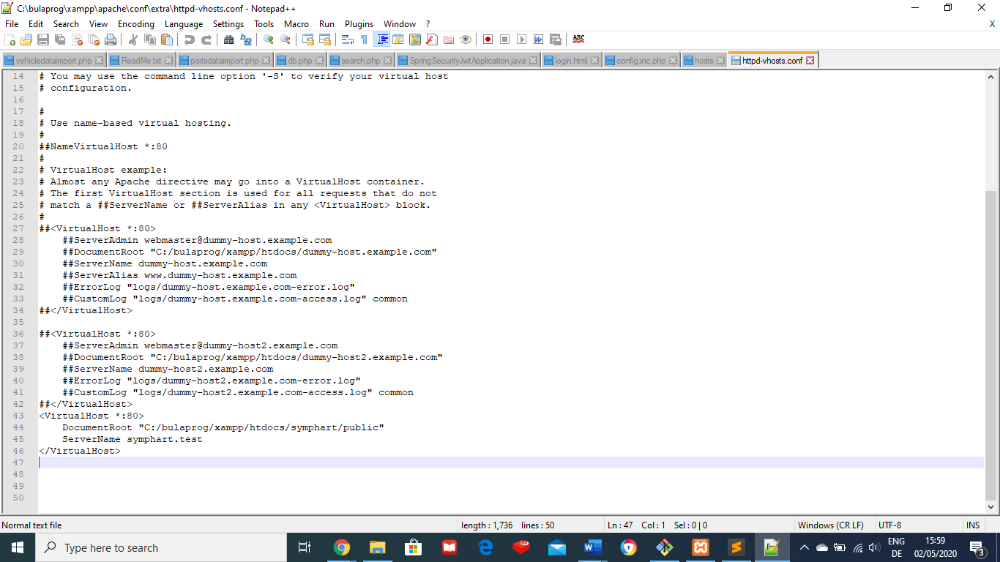 C:\bulaprog\xampp\apache\conf\extra\httpd-vhosts.conf - Notepad++
File Edit Search View Encoding Language Settings Tools Macro Run Plugins Window ? X
vehicledataimport.php ReadMe.txt partsdataimport.php db.php search.php SpringSecurityJwtApplication.java login.html config.inc.php hosts httpd-vhosts.conf
14 # You may use the command line option '-S' to verify your virtual host
15 # configuration.
16
17 #
18 # Use name-based virtual hosting.
19 #
20 ##NameVirtualHost *:80
21 #
22 # VirtualHost example:
23 # Almost any Apache directive may go into a VirtualHost container.
24 # The first VirtualHost section is used for all requests that do not
25 # match a ##ServerName or ##ServerAlias in any <VirtualHost> block.
26 #
27 ##<VirtualHost *:80>
28 ##ServerAdmin webmaster@dummy-host.example.com
29 ##DocumentRoot "C:/bulaprog/xampp/htdocs/dummy-host.example.com"
30 ##ServerName dummy-host.example.com
31 ##ServerAlias www.dummy-host.example.com
32 ##ErrorLog "logs/dummy-host.example.com-error.log"
33 ##CustomLog "logs/dummy-host.example.com-access.log" common
34 ##</VirtualHost>
35
36 ##<VirtualHost *:80>
37 ##ServerAdmin webmaster@dummy-host2.example.com
38 ##DocumentRoot "C:/bulaprog/xampp/htdocs/dummy-host2.example.com"
39 ##ServerName dummy-host2.example.com
40 ##ErrorLog "logs/dummy-host2.example.com-error.log"
41 ##CustomLog "logs/dummy-host2.example.com-access.log" common
42 ##</VirtualHost>
43 <VirtualHost *:80>
44 DocumentRoot "C:/bulaprog/xampp/htdocs/symphart/public"
45 ServerName symphart.test
46 </VirtualHost>
47
48
49
50
Normal text file length : 1,736 lines : 50 Ln : 47 Col : 1 Sel : 0 | 0 Windows (CR LF) UTF-8 INS
Type here to search
ENG 15:59
DE 02/05/2020 3